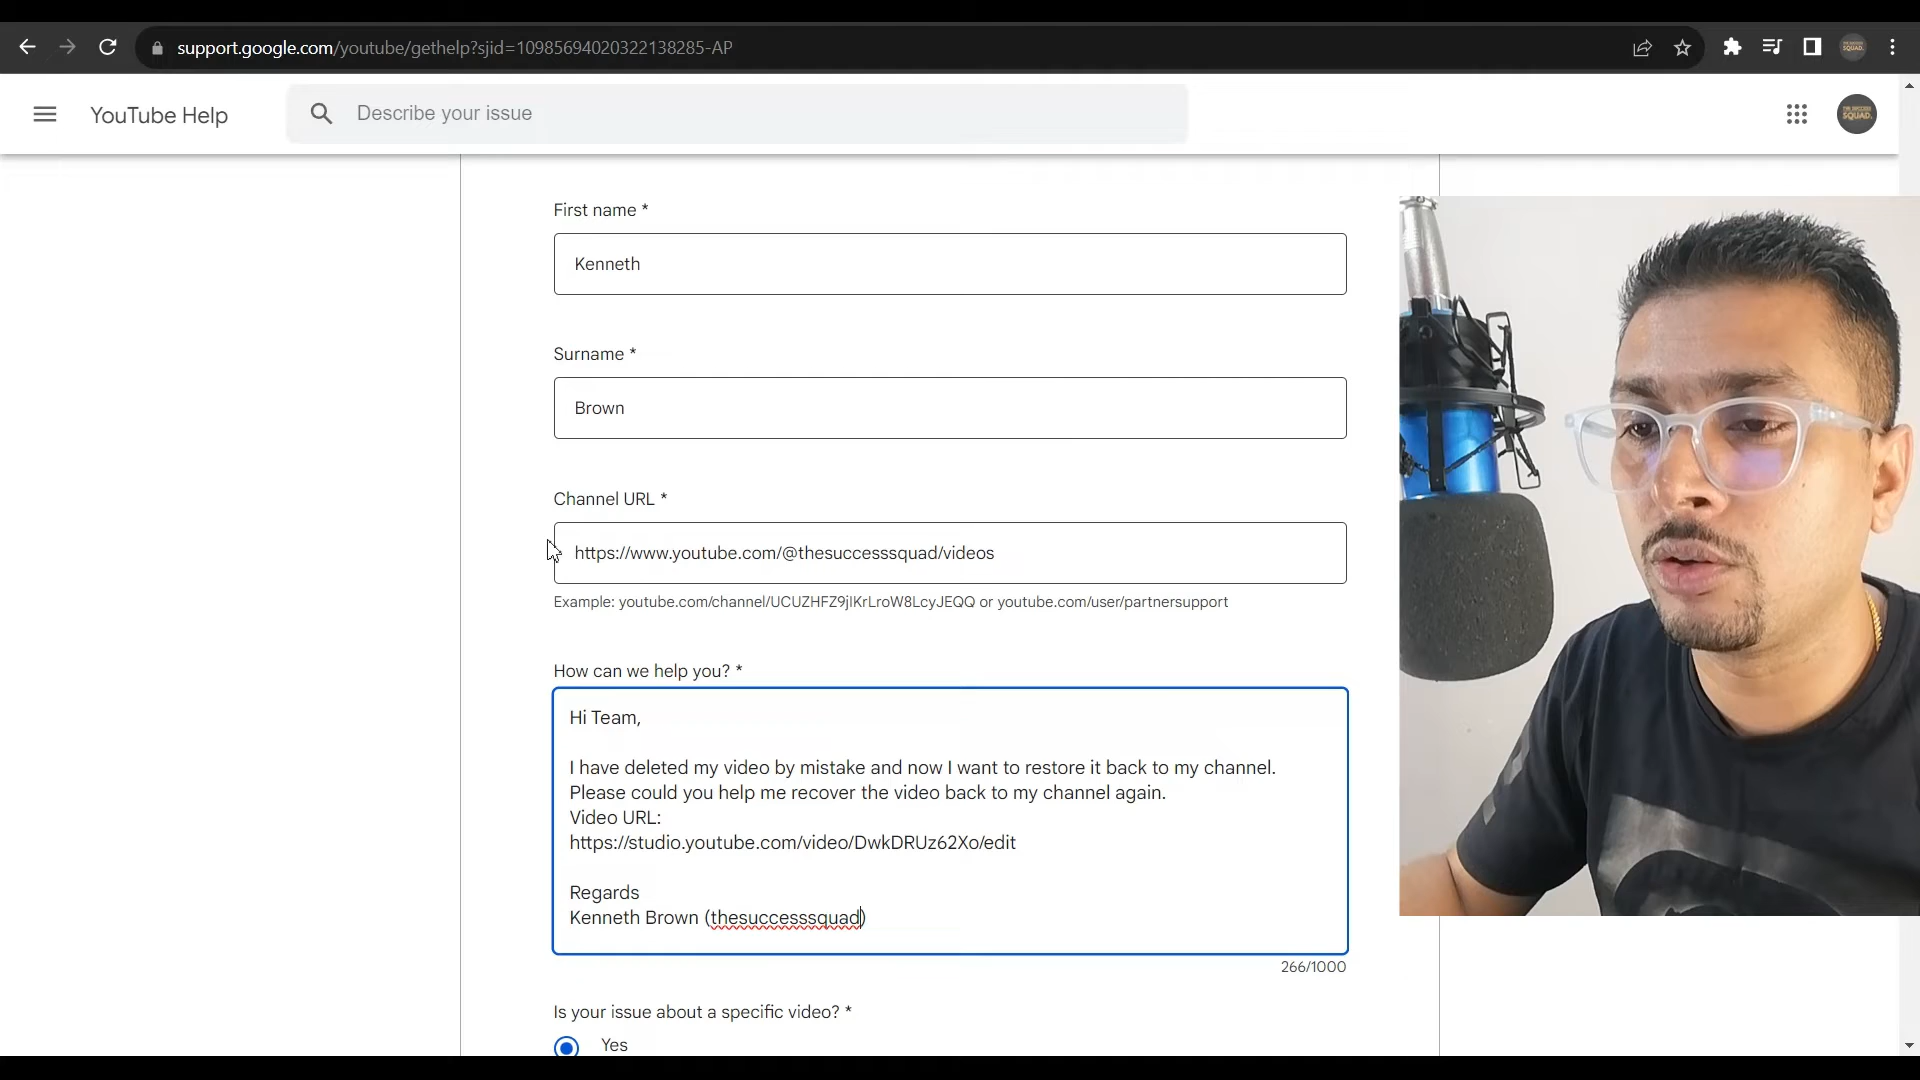 support.google.com/youtube/gethelp?sjid=10985694020322138285-AP
YouTube Help
Describe your issue
THE SUCCESS
SQUAD.
First name *
Kenneth
Surname *
Brown
Channel URL *
https://www.youtube.com/@thesuccesssquad/videos
Example: youtube.com/channel/UCUZHFZ9jIKrLroW8LcyJEQQ or youtube.com/user/partnersupport
How can we help you? *
Hi Team,
I have deleted my video by mistake and now I want to restore it back to my channel.
Please could you help me recover the video back to my channel again.
Video URL:
https://studio.youtube.com/video/DwkDRUz62Xo/edit
Regards
Kenneth Brown (thesuccesssquad)
266/1000
Is your issue about a specific video? *
Yes